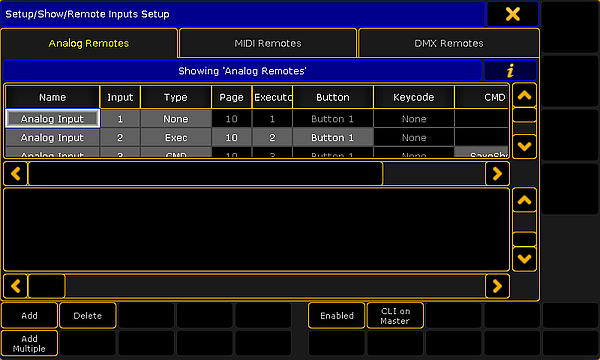 Setup/Show/Remote Inputs Setup
Analog Remotes MIDI Remotes DMX Remotes
Showing 'Analog Remotes' i
Name Input Type Page Executo Button Keycode CMD
Analog Input 1 None 10 1 Button 1 None
Analog Input 2 Exec 10 2 Button 1 None
Analog Input 3 CMD 10 3 Button 1 None SaveSh
Add Delete Enabled CLI on
Master
Add
Multiple